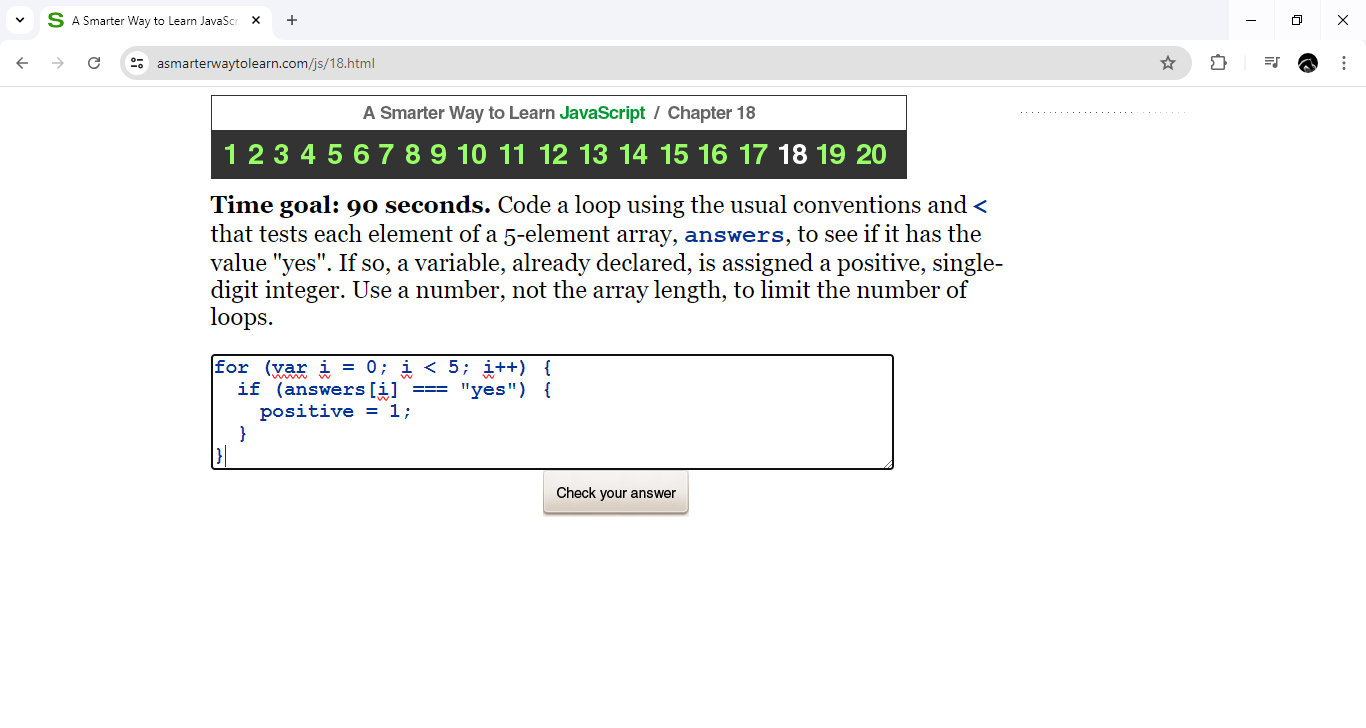 A Smarter Way to Learn JavaSc
asmarterwaytolearn.com/js/18.html
A Smarter Way to Learn JavaScript / Chapter 18
1 2 3 4 5 6 7 8 9 10 11 12 13 14 15 16 17 18 19 20
Time goal: 90 seconds. Code a loop using the usual conventions and <
that tests each element of a 5-element array, answers, to see if it has the
value "yes". If so, a variable, already declared, is assigned a positive, single-
digit integer. Use a number, not the array length, to limit the number of
loops.
for (var i = 0; i < 5; i++) {
  if (answers[i] === "yes") {
    positive = 1;
  }
}
Check your answer